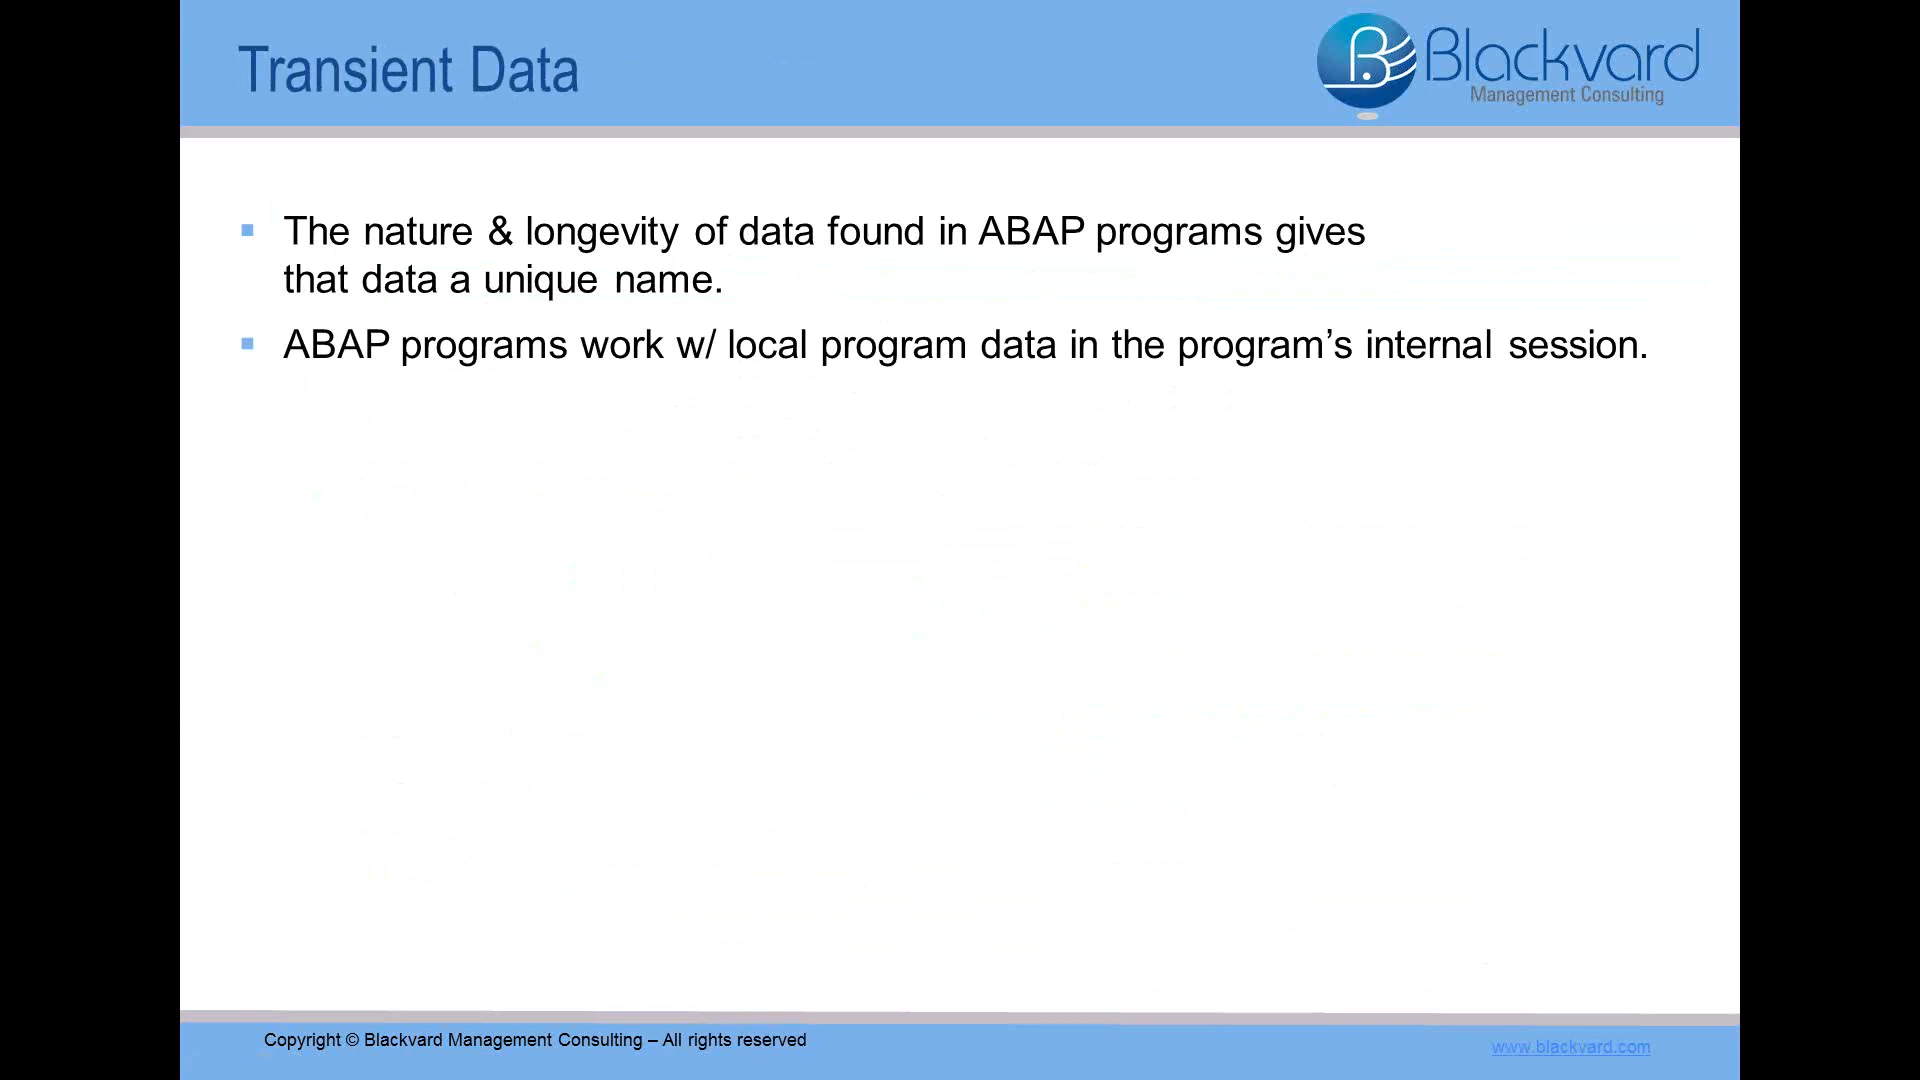 Transient Data
Blackvard
Management Consulting
The nature & longevity of data found in ABAP programs gives
that data a unique name.
ABAP programs work w/ local program data in the program’s internal session.
Copyright © Blackvard Management Consulting – All rights reserved
www.blackvard.com